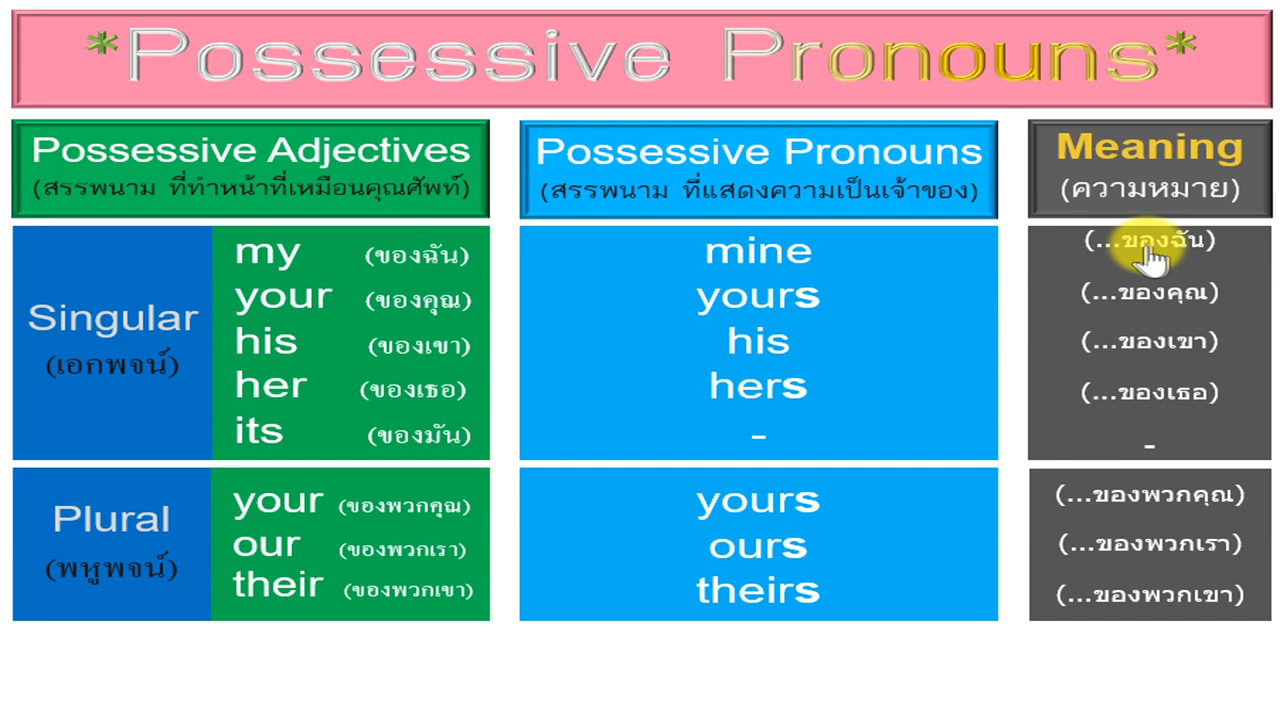 *Possessive Pronouns*
Possessive Adjectives
(สรรพนาม ที่ทำหน้าที่เหมือนคุณศัพท์)
Possessive Pronouns
(สรรพนาม ที่แสดงความเป็นเจ้าของ)
Meaning
(ความหมาย)
Singular
(เอกพจน์)
my (ของฉัน) mine (...ของฉัน)
your (ของคุณ) yours (...ของคุณ)
his (ของเขา) his (...ของเขา)
her (ของเธอ) hers (...ของเธอ)
its (ของมัน) - -
Plural
(พหูพจน์)
your (ของพวกคุณ) yours (...ของพวกคุณ)
our (ของพวกเรา) ours (...ของพวกเรา)
their (ของพวกเขา) theirs (...ของพวกเขา)